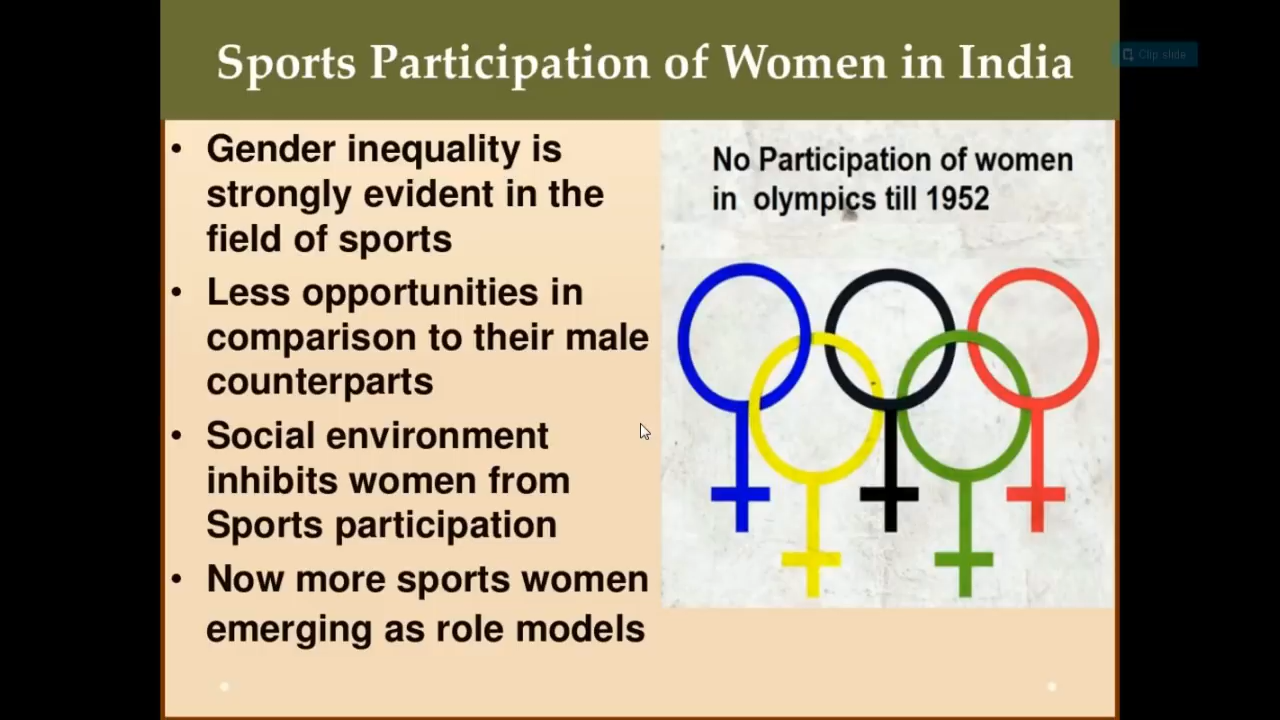 Sports Participation of Women in India
Clip slide
• Gender inequality is
strongly evident in the
field of sports
• Less opportunities in
comparison to their male
counterparts
• Social environment
inhibits women from
Sports participation
• Now more sports women
emerging as role models
No Participation of women
in olympics till 1952